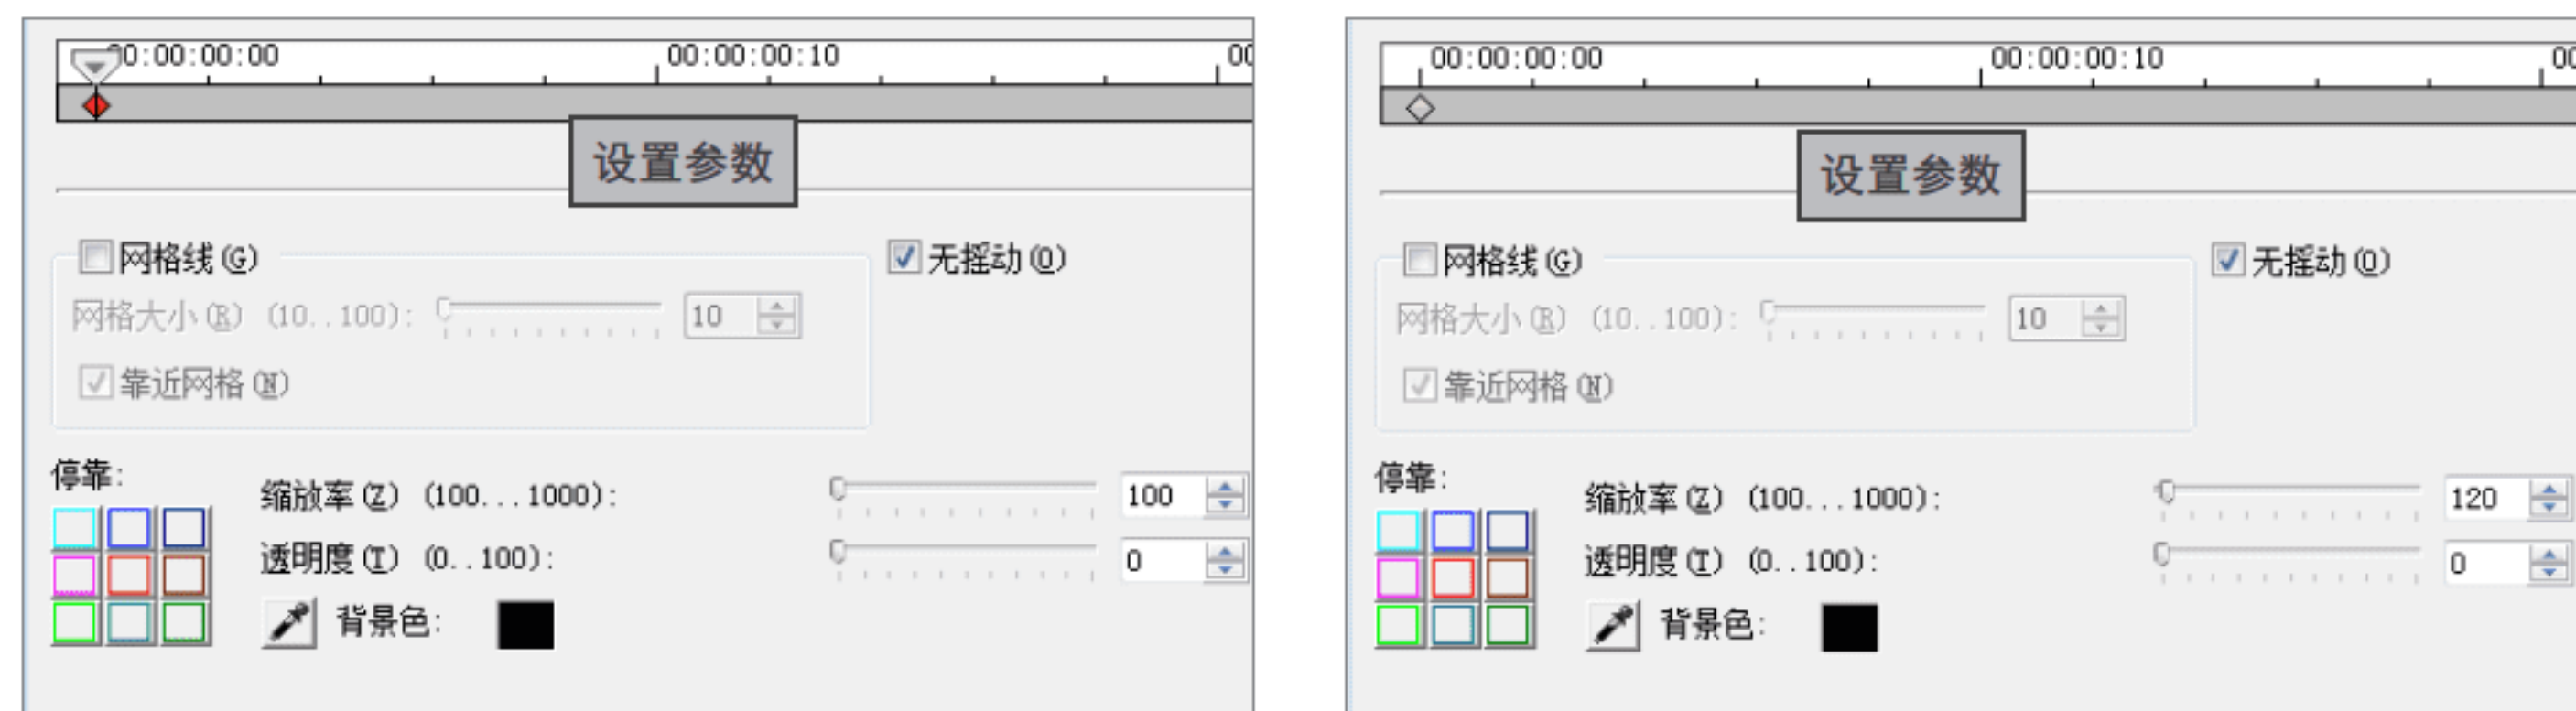 00:00:00:00 00:00:00:10 00
设置参数
网格线(G) 无摇动(O)
网格大小(R) (10..100): 10
靠近网格(N)
停靠:
缩放率(Z) (100...1000): 100
透明度(T) (0..100): 0
背景色:
00:00:00:00 00:00:00:10 00
设置参数
网格线(G) 无摇动(O)
网格大小(R) (10..100): 10
靠近网格(N)
停靠:
缩放率(Z) (100...1000): 120
透明度(T) (0..100): 0
背景色: